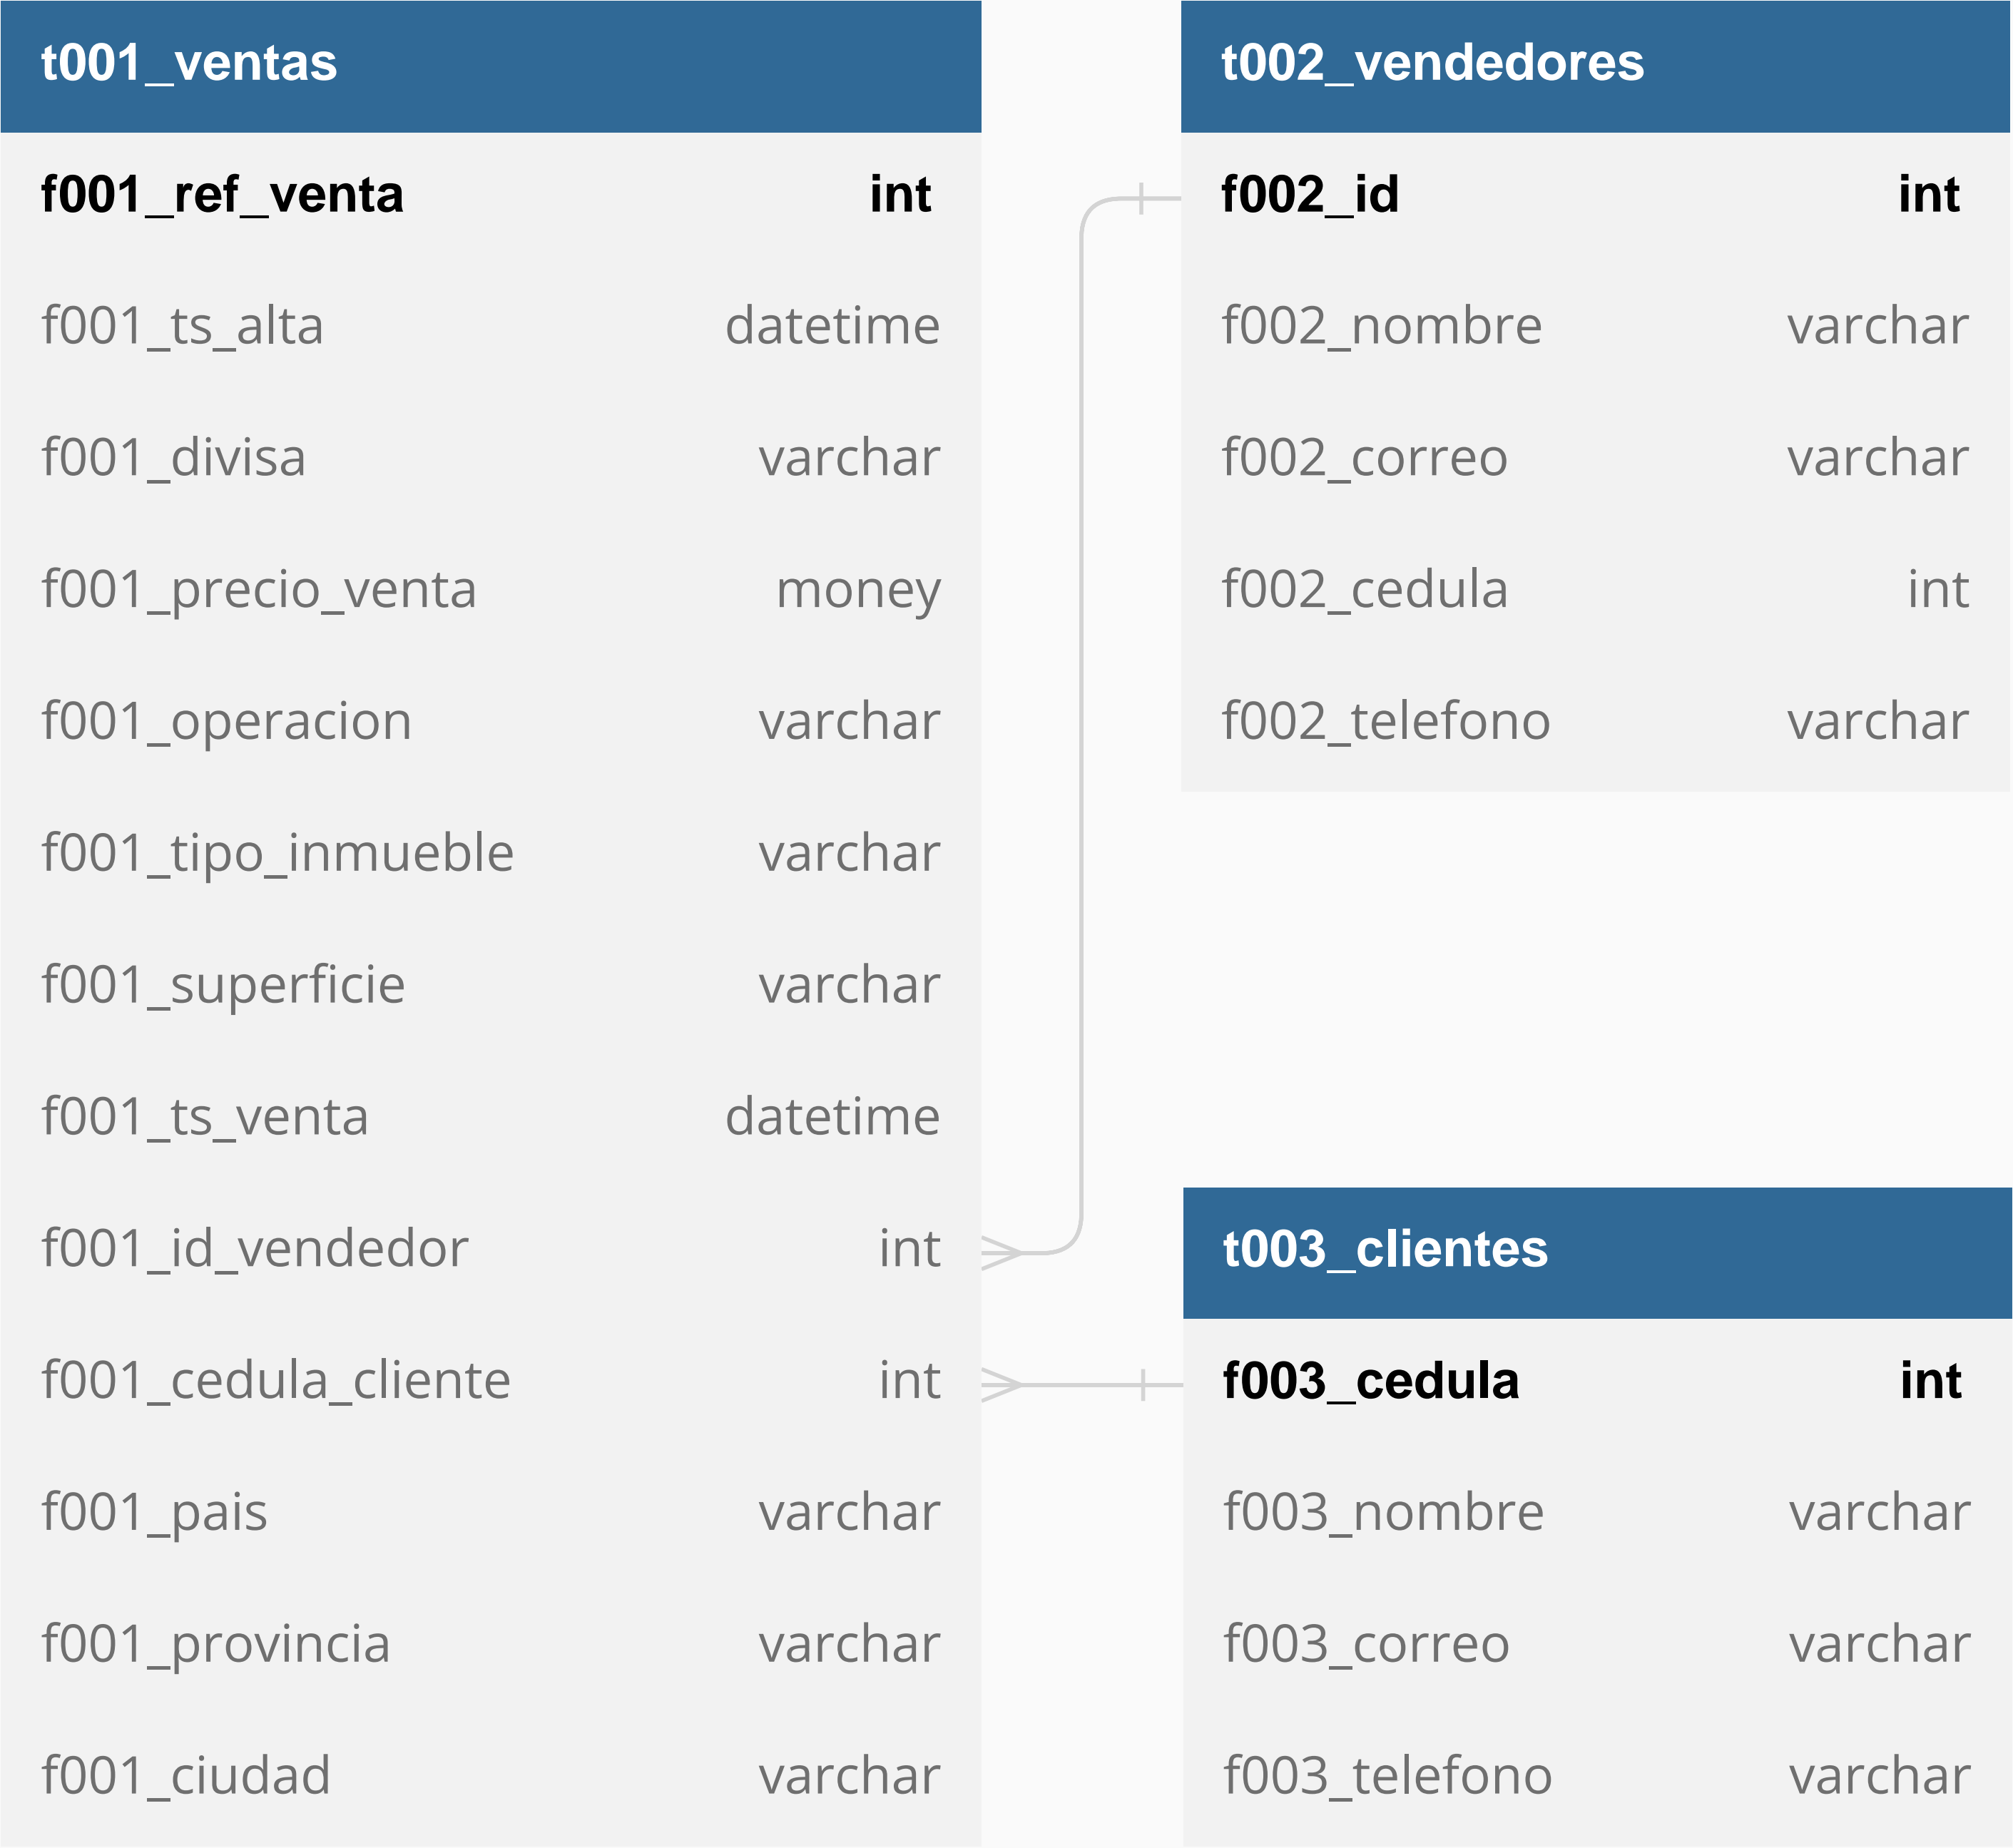 t001_ventas
f001_ref_venta int
f001_ts_alta datetime
f001_divisa varchar
f001_precio_venta money
f001_operacion varchar
f001_tipo_inmueble varchar
f001_superficie varchar
f001_ts_venta datetime
f001_id_vendedor int
f001_cedula_cliente int
f001_pais varchar
f001_provincia varchar
f001_ciudad varchar
t002_vendedores
f002_id int
f002_nombre varchar
f002_correo varchar
f002_cedula int
f002_telefono varchar
t003_clientes
f003_cedula int
f003_nombre varchar
f003_correo varchar
f003_telefono varchar